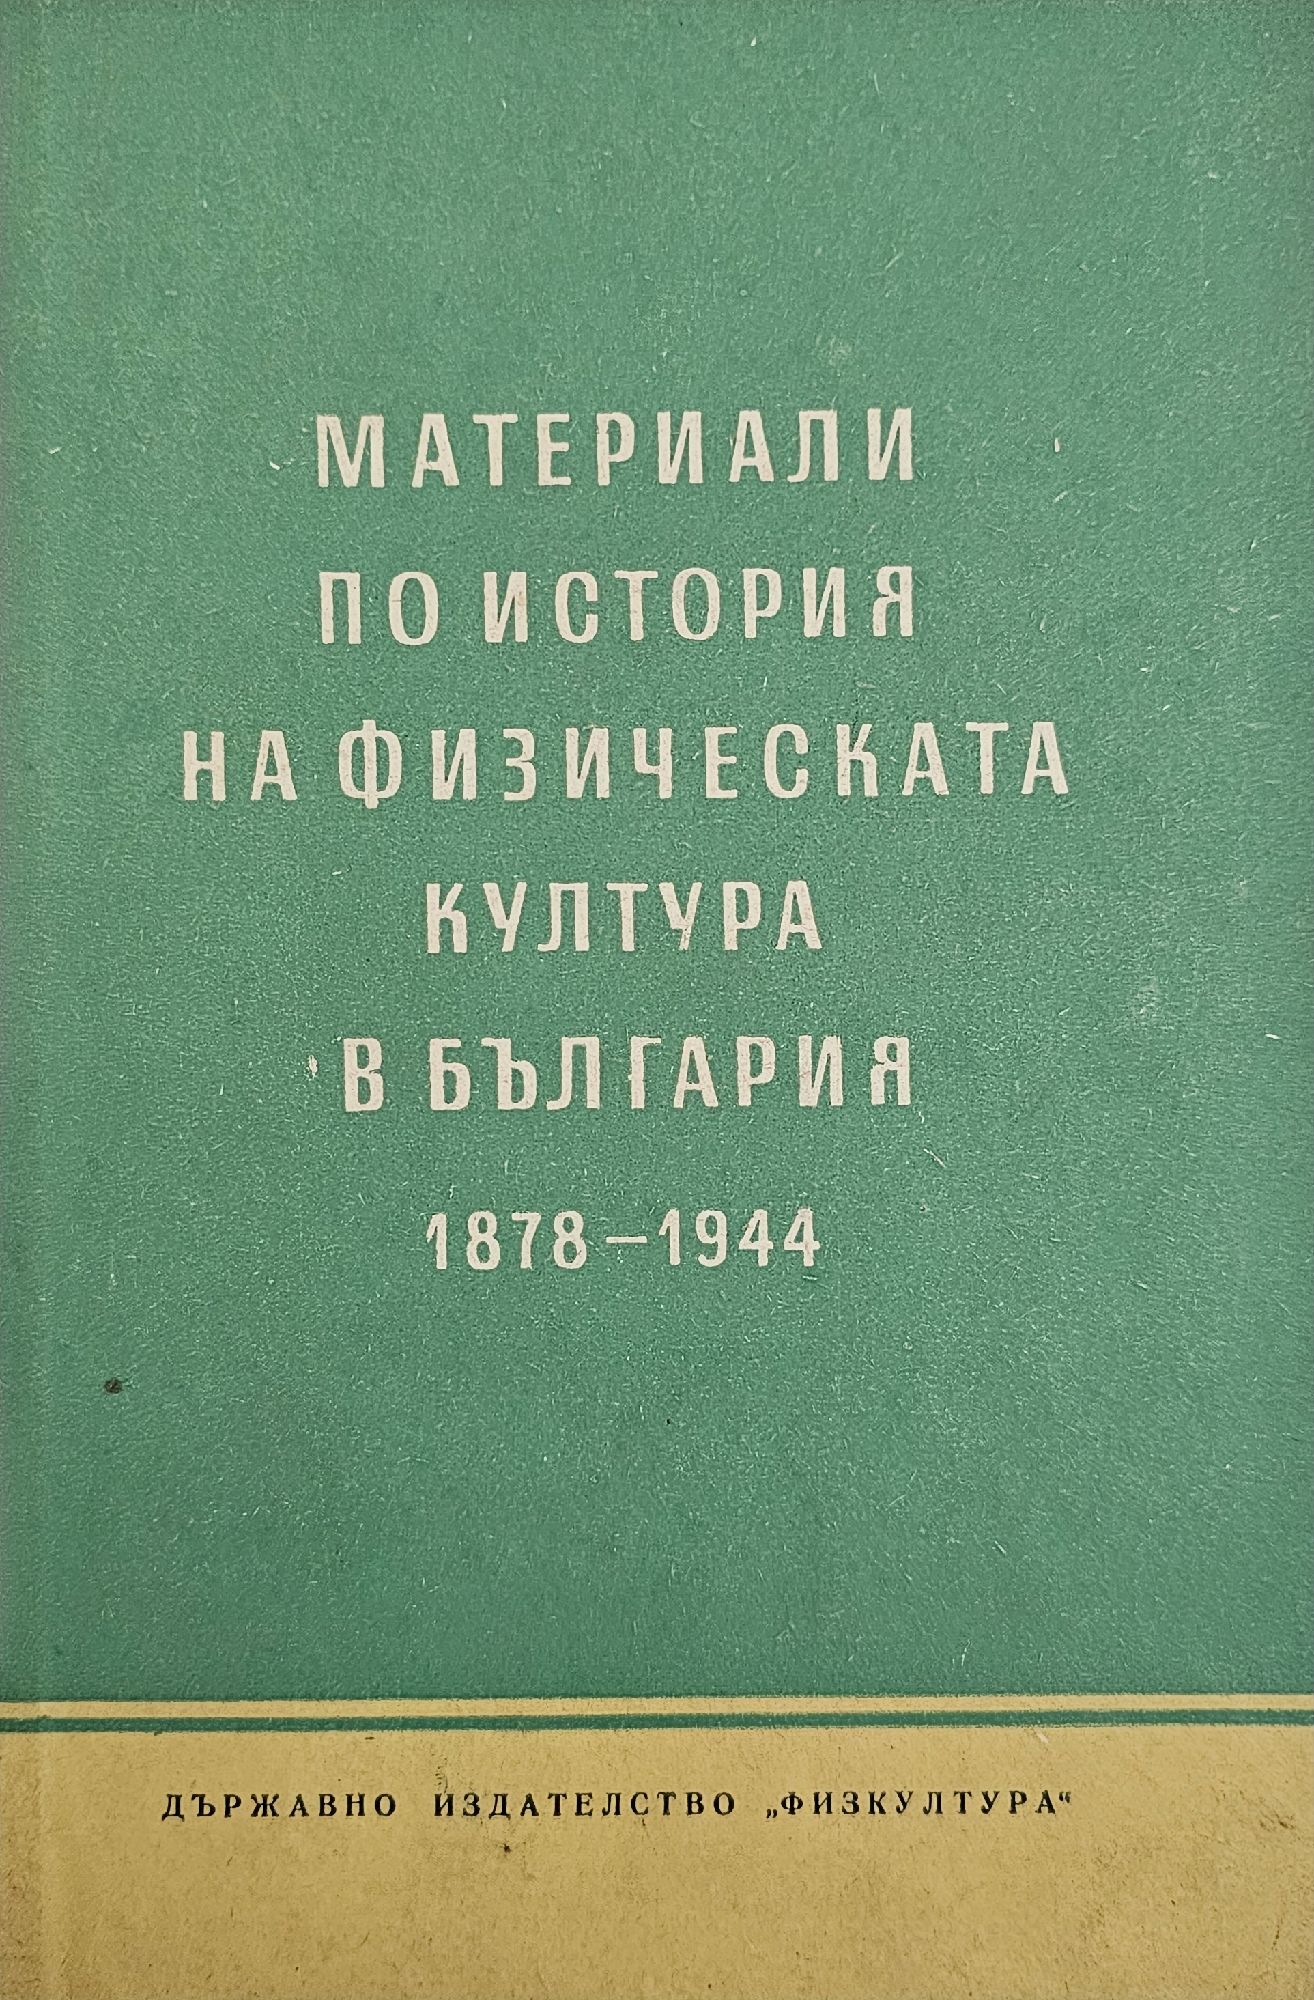 МАТЕРИАЛИ
ПО ИСТОРИЯ
НА ФИЗИЧЕСКАТА
КУЛТУРА
В БЪЛГАРИЯ
1878–1944
ДЪРЖАВНО ИЗДАТЕЛСТВО „ФИЗКУЛТУРА“